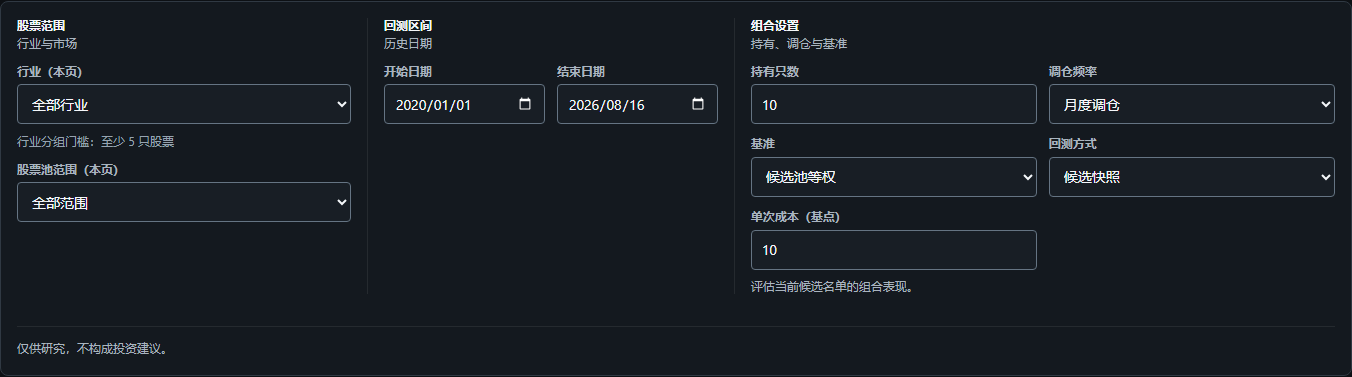 股票范围
行业与市场
行业（本页）
全部行业
行业分组门槛：至少 5 只股票
股票池范围（本页）
全部范围
回测区间
历史日期
开始日期
结束日期
2020/01/01
2026/08/16
组合设置
持有、调仓与基准
持有只数
调仓频率
10
月度调仓
基准
回测方式
候选池等权
候选快照
单次成本（基点）
10
评估当前候选名单的组合表现。
仅供研究，不构成投资建议。